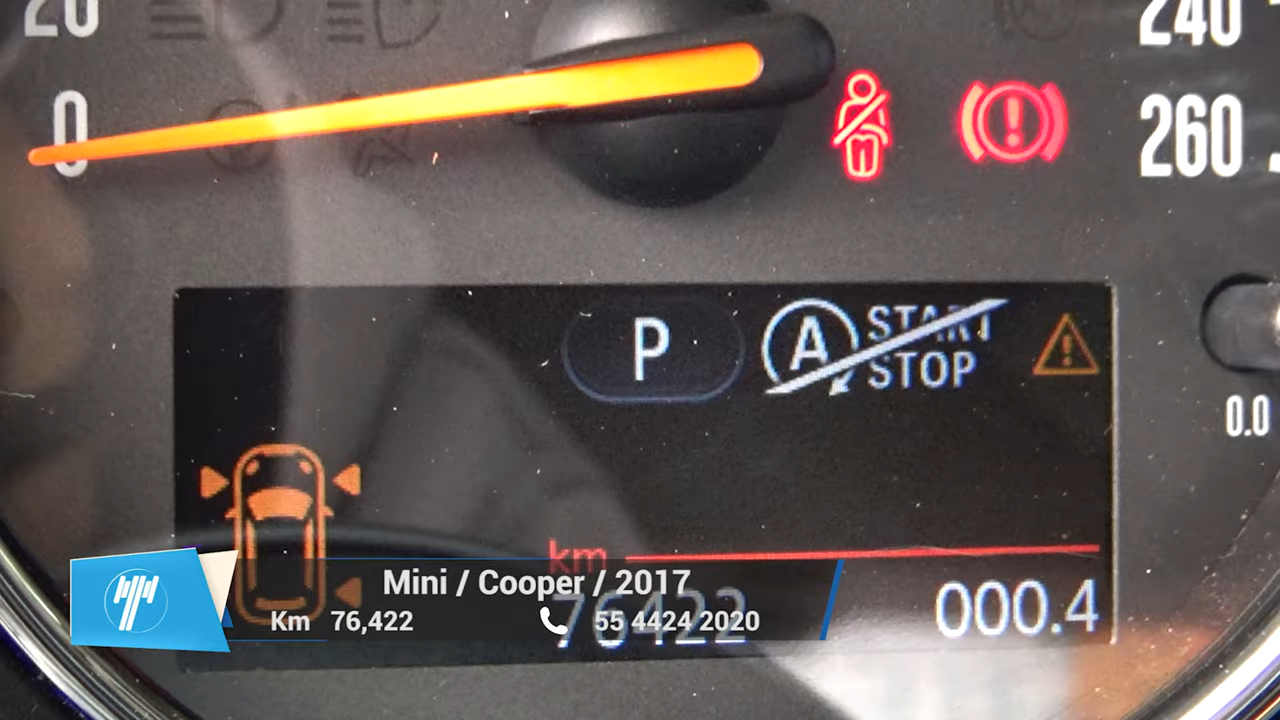 20
240
0
260
P
A START
STOP
0.0
km
Mini / Cooper / 2017
76422
000.4
Km 76,422
55 4424 2020